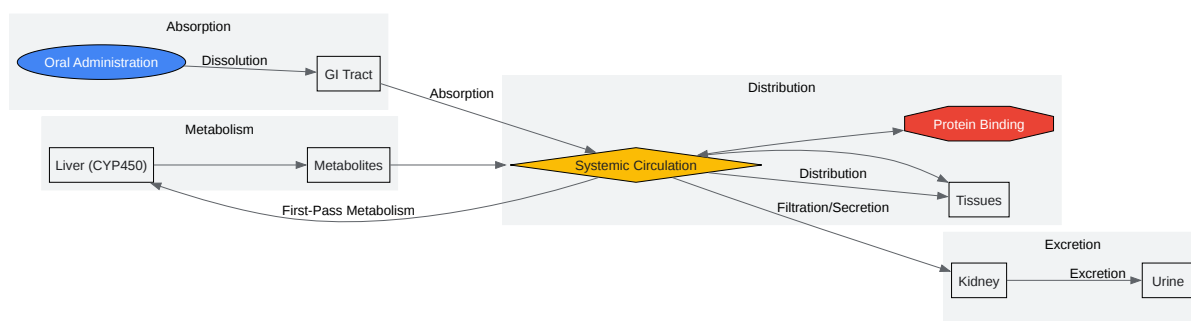 Absorption
Oral Administration
Dissolution
GI Tract
Absorption
Distribution
Protein Binding
Metabolism
Liver (CYP450)
Metabolites
Systemic Circulation
Distribution
Tissues
First-Pass Metabolism
Filtration/Secretion
Excretion
Kidney
Excretion
Urine